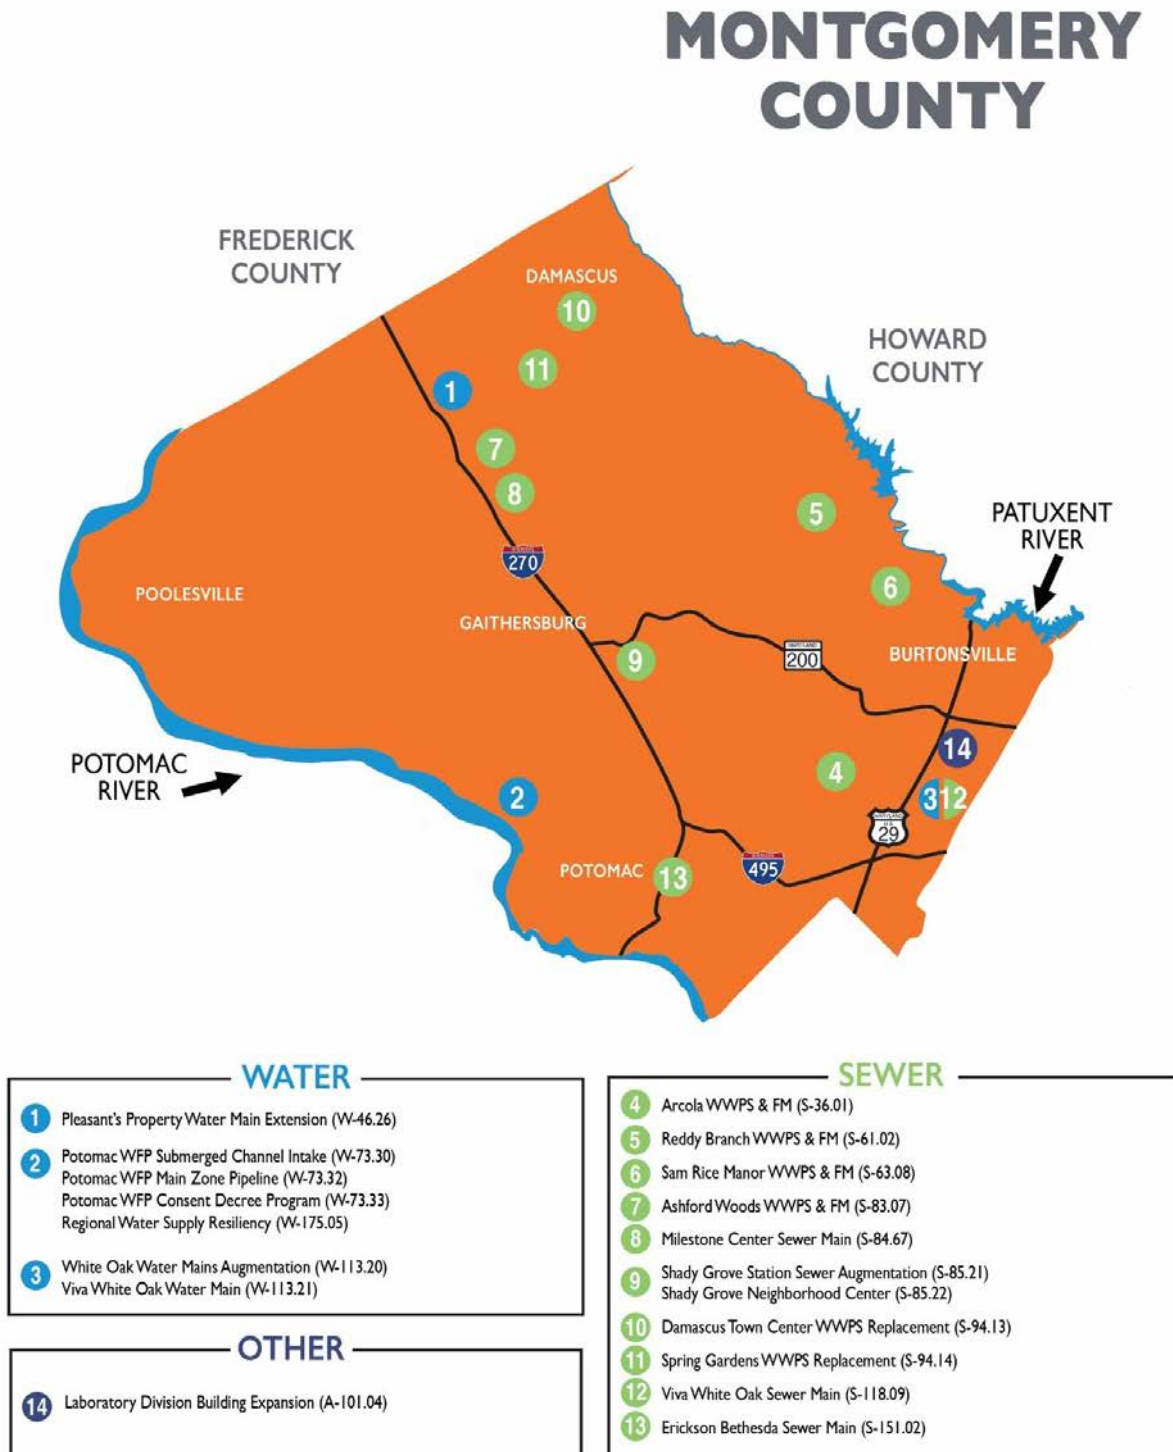 MONTGOMERY
COUNTY
FREDERICK
COUNTY
DAMASCUS
10
HOWARD
COUNTY
11
1
7
8
5
PATUXENT
RIVER
270
6
POOLESVILLE
GAITHERSBURG
9
MARYLAND
200
BURTONSVILLE
14
POTOMAC
RIVER
4
2
3 12
MARYLAND
US
29
POTOMAC
13
495
WATER
1 Pleasant's Property Water Main Extension (W-46.26)
2 Potomac WFP Submerged Channel Intake (W-73.30)
Potomac WFP Main Zone Pipeline (W-73.32)
Potomac WFP Consent Decree Program (W-73.33)
Regional Water Supply Resiliency (W-175.05)
3 White Oak Water Mains Augmentation (W-113.20)
Viva White Oak Water Main (W-113.21)
OTHER
14 Laboratory Division Building Expansion (A-101.04)
SEWER
4 Arcola WWPS & FM (S-36.01)
5 Reddy Branch WWPS & FM (S-61.02)
6 Sam Rice Manor WWPS & FM (S-63.08)
7 Ashford Woods WWPS & FM (S-83.07)
8 Milestone Center Sewer Main (S-84.67)
9 Shady Grove Station Sewer Augmentation (S-85.21)
Shady Grove Neighborhood Center (S-85.22)
10 Damascus Town Center WWPS Replacement (S-94.13)
11 Spring Gardens WWPS Replacement (S-94.14)
12 Viva White Oak Sewer Main (S-118.09)
13 Erickson Bethesda Sewer Main (S-151.02)